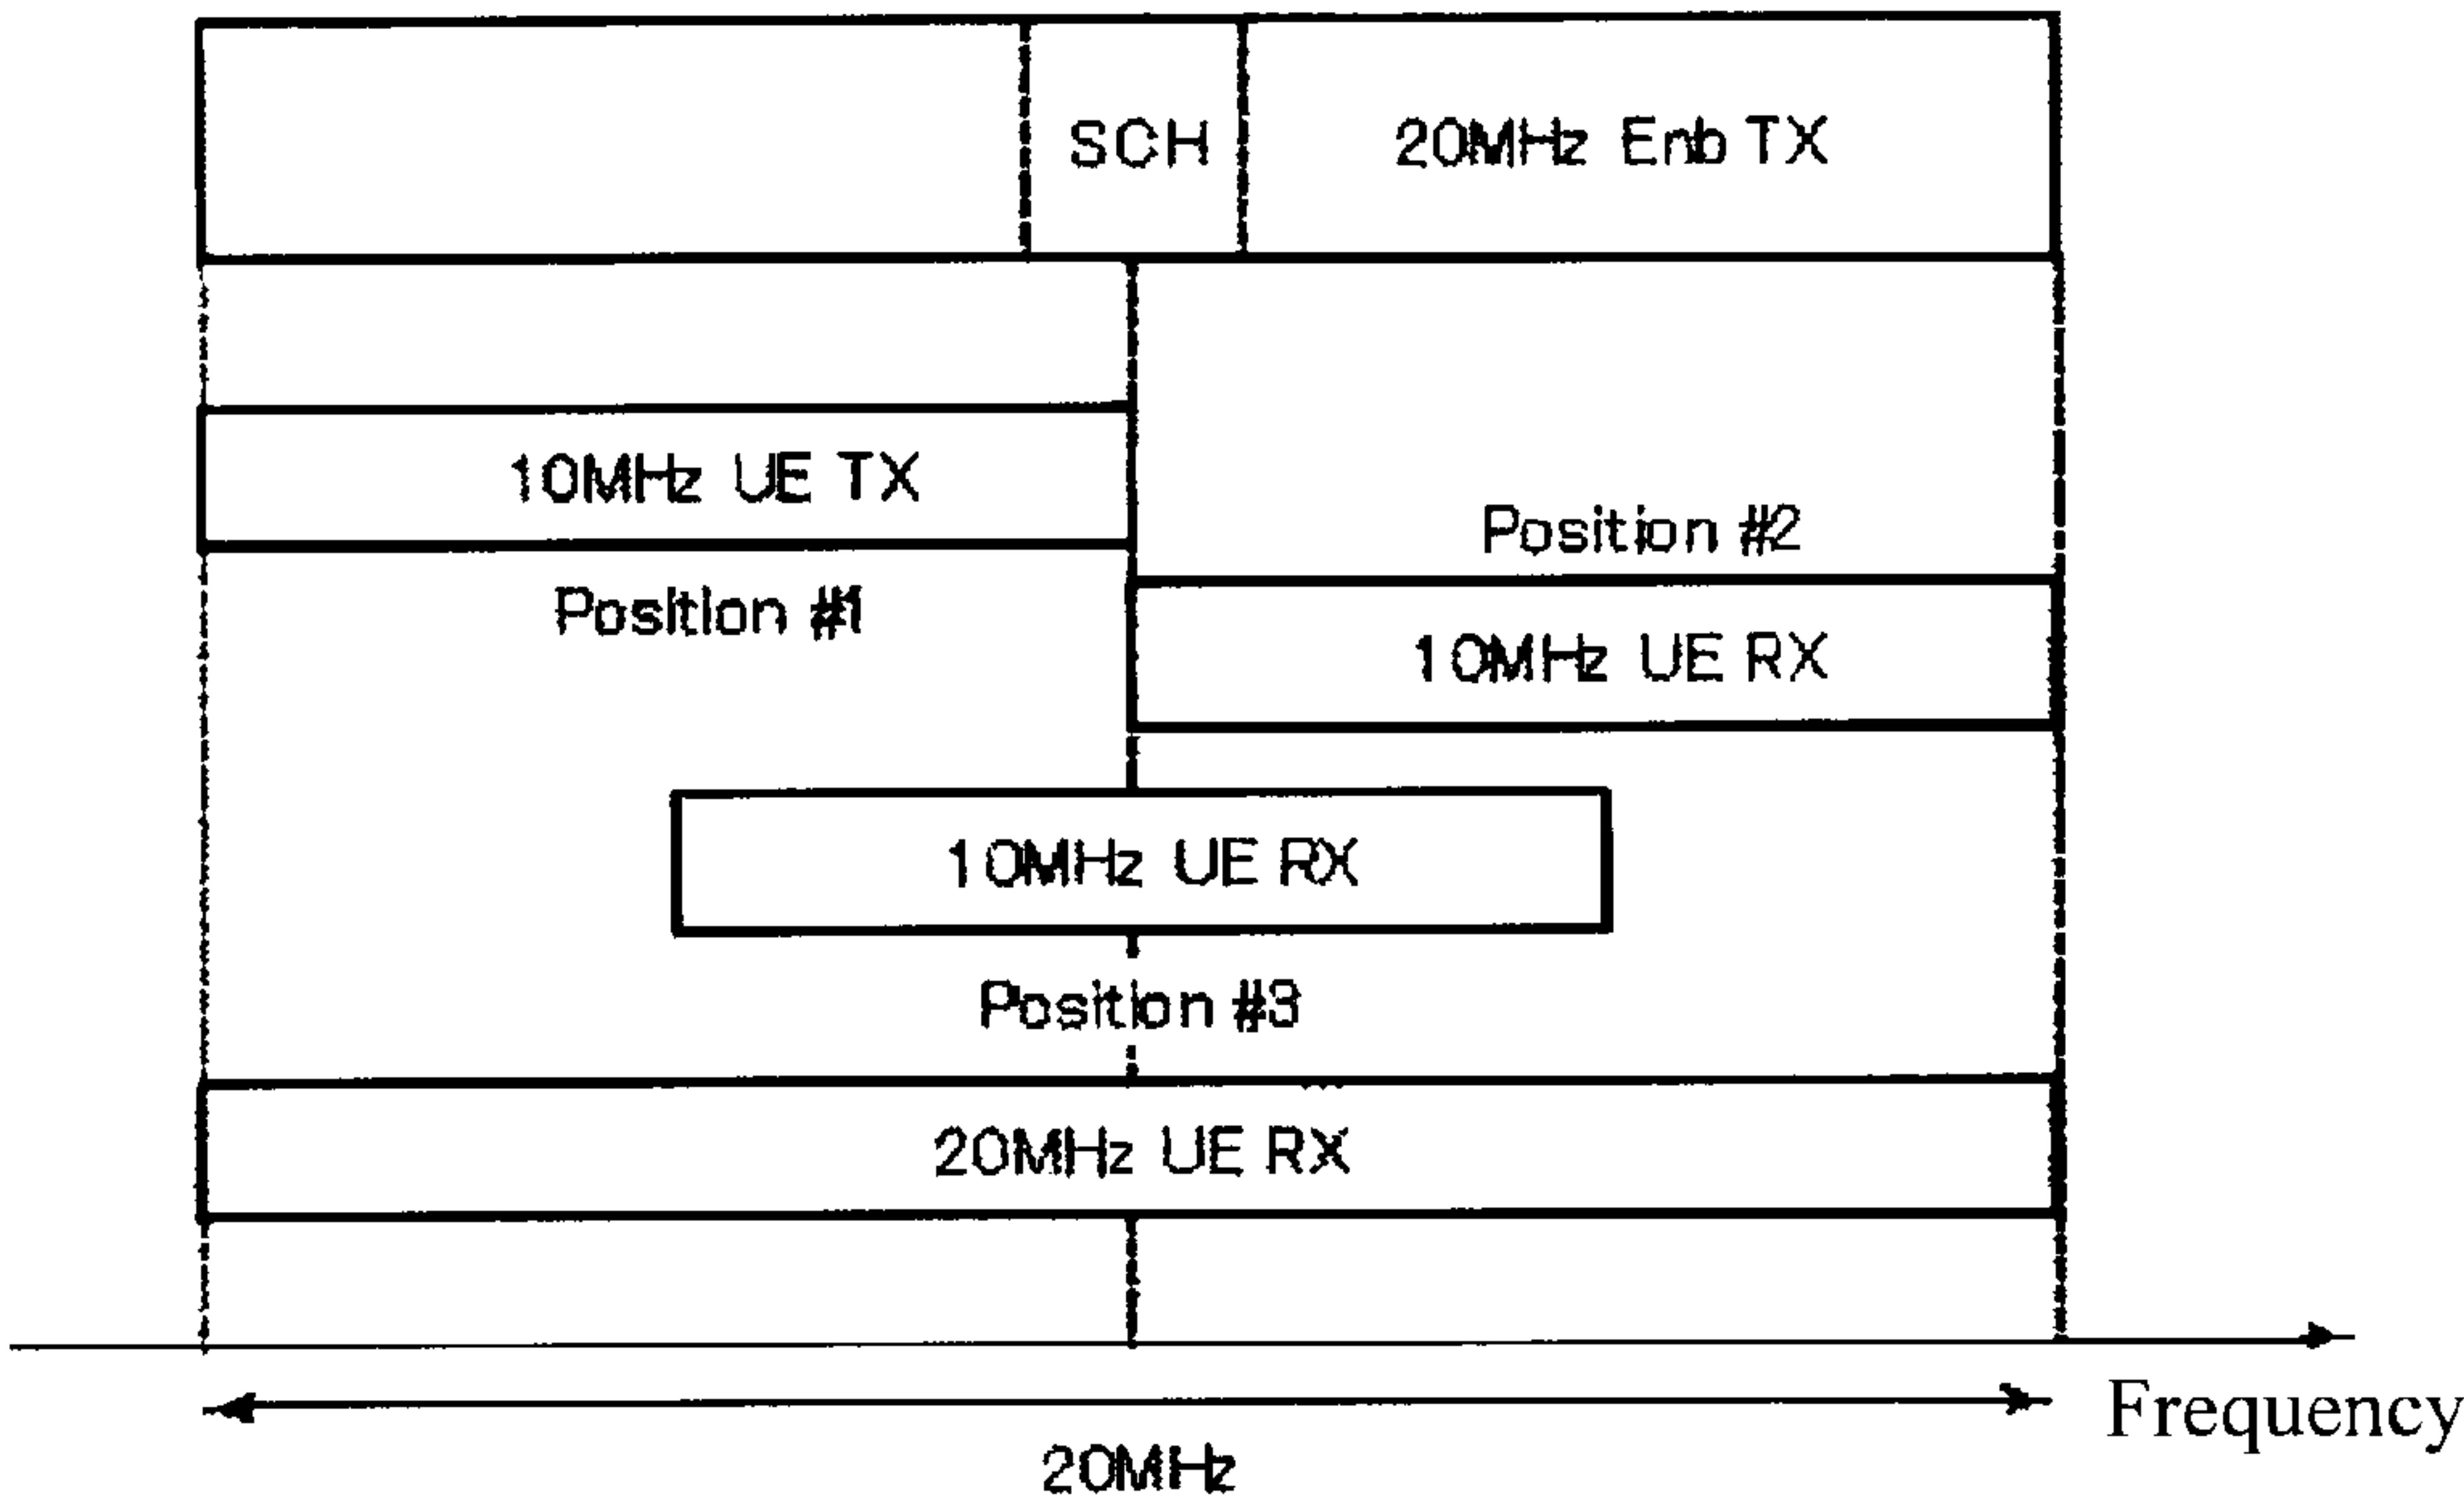 SCH
20MHz Enb TX
10MHz UE TX
Position #1
Position #2
10MHz UE RX
10MHz UE RX
Position #3
20MHz UE RX
Frequency
20MHz